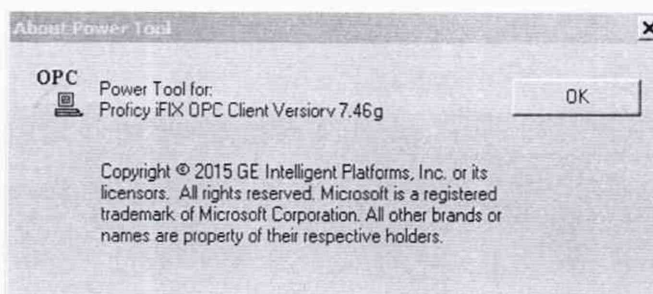 About Power Tool
OPC
Power Tool for:
Proficy iFIX OPC Client Versiorv 7.46g
OK
Copyright © 2015 GE Intelligent Platforms, Inc. or its
licensors. All rights reserved. Microsoft is a registered
trademark of Microsoft Corporation. All other brands or
names are property of their respective holders.